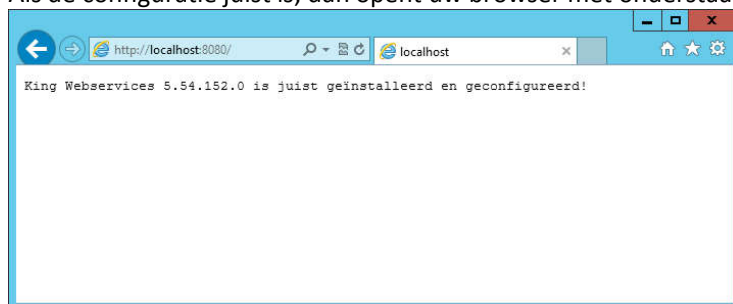 Als de configuratie juist is, dan opent uw browser met onderstaa
http://localhost:8080/
localhost
King Webservices 5.54.152.0 is juist geïnstalleerd en geconfigureerd!